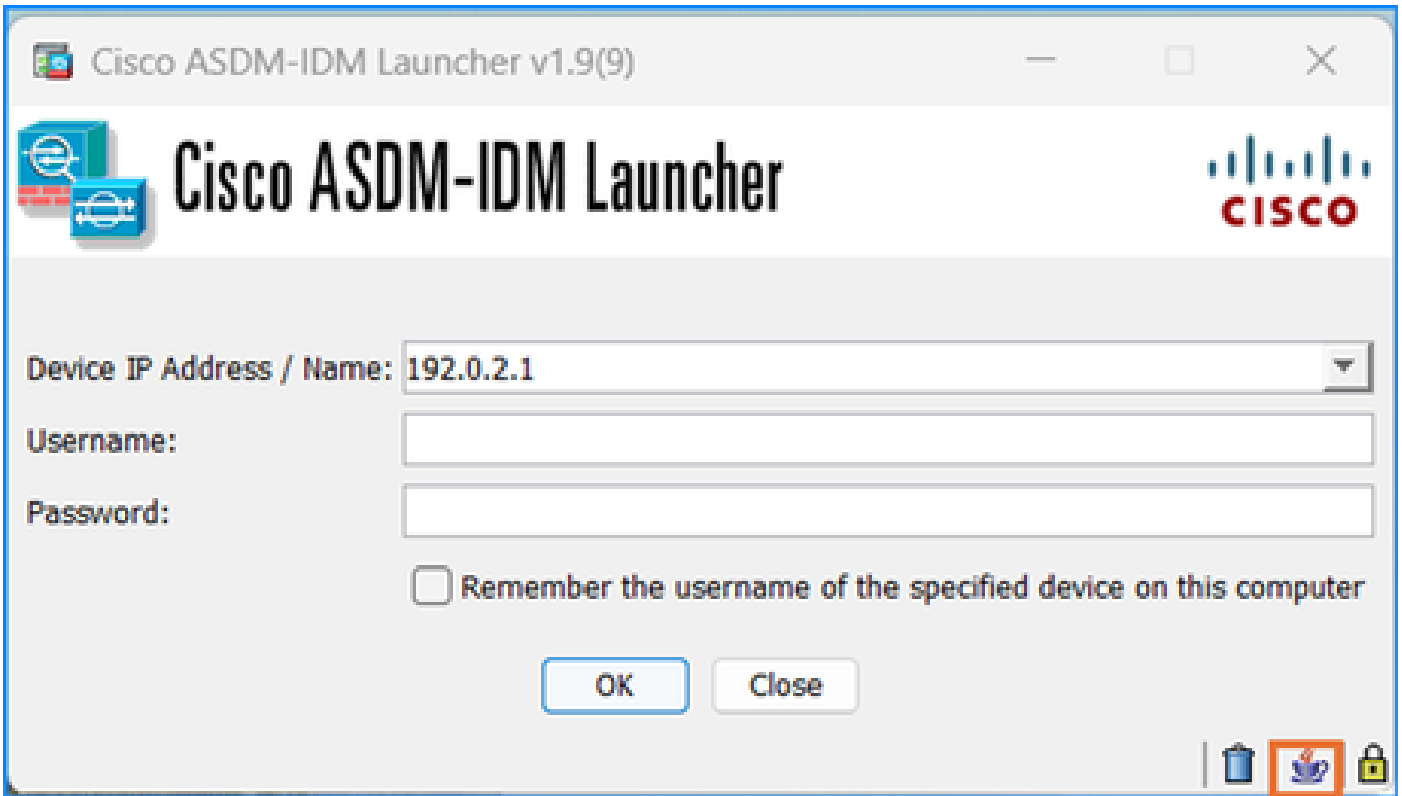 Cisco ASDM-IDM Launcher v1.9(9)
Cisco ASDM-IDM Launcher
CISCO
Device IP Address / Name: 192.0.2.1
Username:
Password:
Remember the username of the specified device on this computer
OK Close